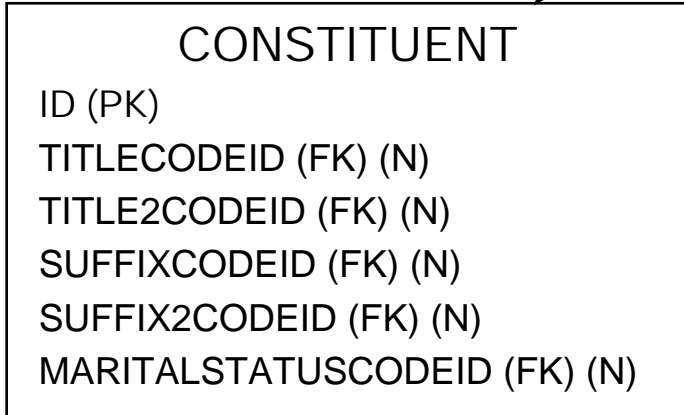 CONSTITUENT
ID (PK)
TITLECODEID (FK) (N)
TITLE2CODEID (FK) (N)
SUFFIXCODEID (FK) (N)
SUFFIX2CODEID (FK) (N)
MARITALSTATUSCODEID (FK) (N)